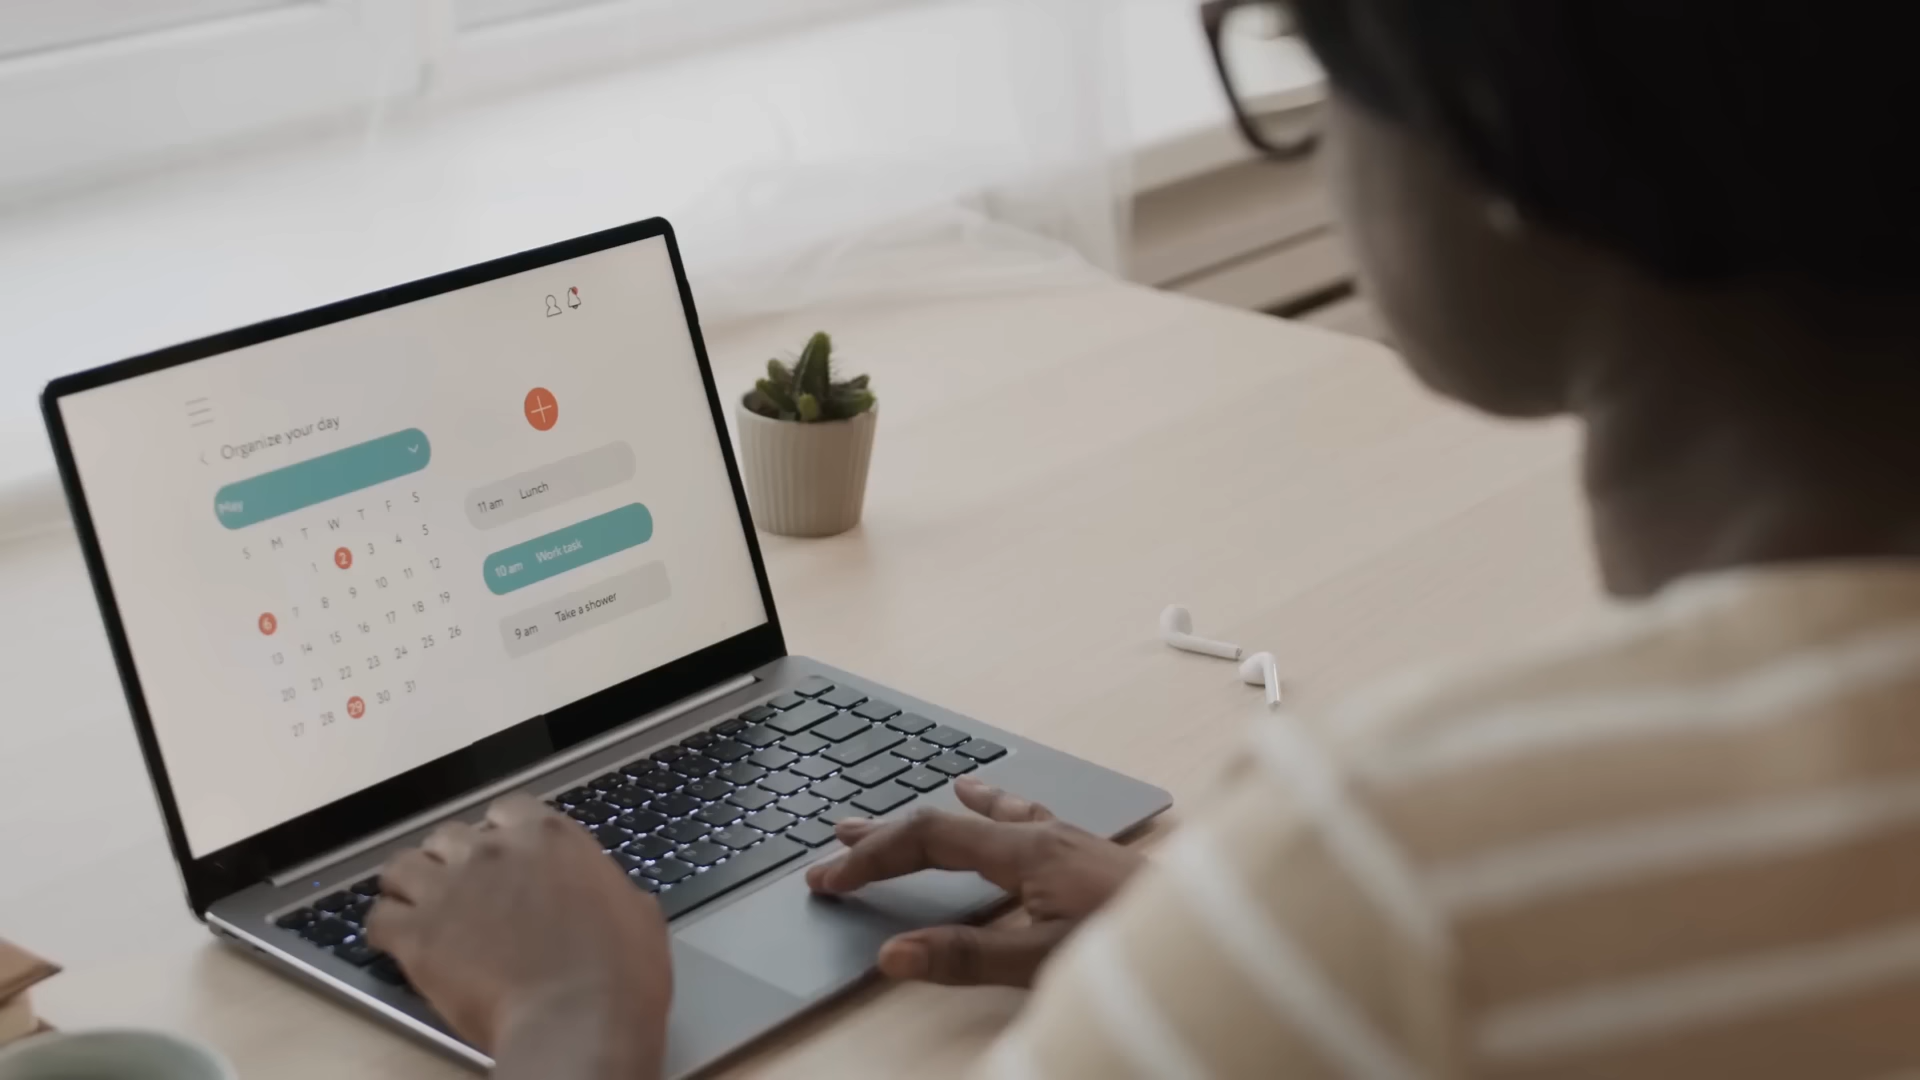 Organize your day
May
S M T W T F S
1 2 3 4 5
6 7 8 9 10 11 12
13 14 15 16 17 18 19
20 21 22 23 24 25 26
27 28 29 30 31
11 am Lunch
10 am Work task
9 am Take a shower